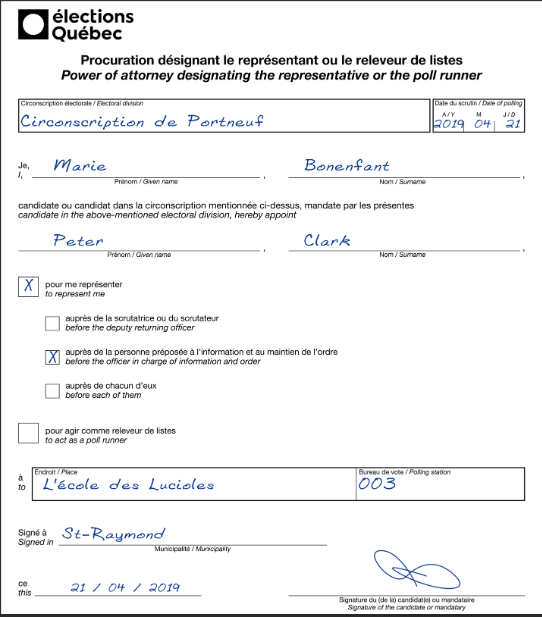 élections
Québec
Procuration désignant le représentant ou le releveur de listes
Power of attorney designating the representative or the poll runner
Circonscription électorale / Electoral division
Circonscription de Portneuf
Date du scrutin / Date of polling
A / Y M J / D
2019 04 21
Je,
I,
Marie Bonenfant
Prénom / Given name , Nom / Surname ,
candidate ou candidat dans la circonscription mentionnée ci-dessus, mandate par les présentes
candidate in the above-mentioned electoral division, hereby appoint
Peter Clark
Prénom / Given name , Nom / Surname ,
X pour me représenter
to represent me
auprès de la scrutatrice ou du scrutateur
before the deputy returning officer
X auprès de la personne préposée à l'information et au maintien de l'ordre
before the officer in charge of information and order
auprès de chacun d'eux
before each of them
pour agir comme releveur de listes
to act as a poll runner
à
to
Endroit / Place
L'école des Lucioles
Bureau de vote / Polling station
003
Signé à
Signed in
St-Raymond
Municipalité / Municipality
ce
this
21 / 04 / 2019
Signature du (de la) candidat(e) ou mandataire
Signature of the candidate or mandatary